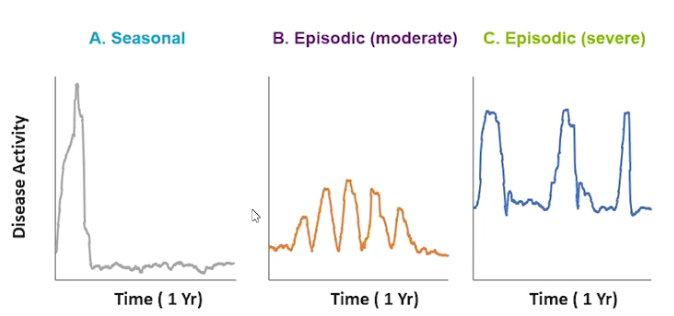 A. Seasonal
B. Episodic (moderate)
C. Episodic (severe)
Disease Activity
Time ( 1 Yr)
Time ( 1 Yr)
Time ( 1 Yr)